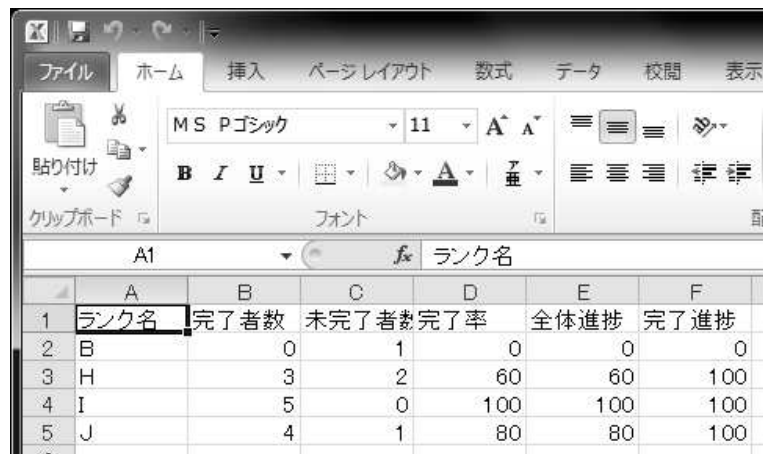 ファイル ホーム 挿入 ページ レイアウト 数式 データ 校閲 表示
貼り付け
MS Pゴシック 11 A A
B I U A
クリップボード フォント
A1 fx ランク名
A B C D E F
1 ランク名 完了者数 未完了者数 完了率 全体進捗 完了進捗
2 B 0 1 0 0 0
3 H 3 2 60 60 100
4 I 5 0 100 100 100
5 J 4 1 80 80 100